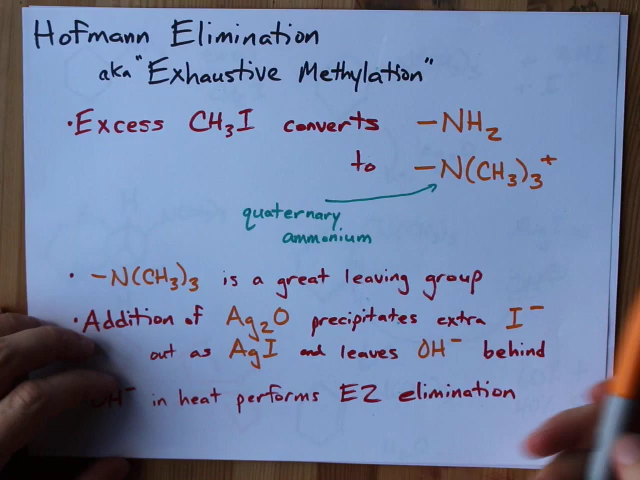 Hofmann Elimination
aka "Exhaustive Methylation"
• Excess CH₃I converts -NH₂
to -N(CH₃)₃⁺
quaternary
ammonium
• -N(CH₃)₃ is a great leaving group
• Addition of Ag₂O precipitates extra I⁻
out as AgI and leaves OH⁻ behind
OH⁻ in heat performs E2 elimination